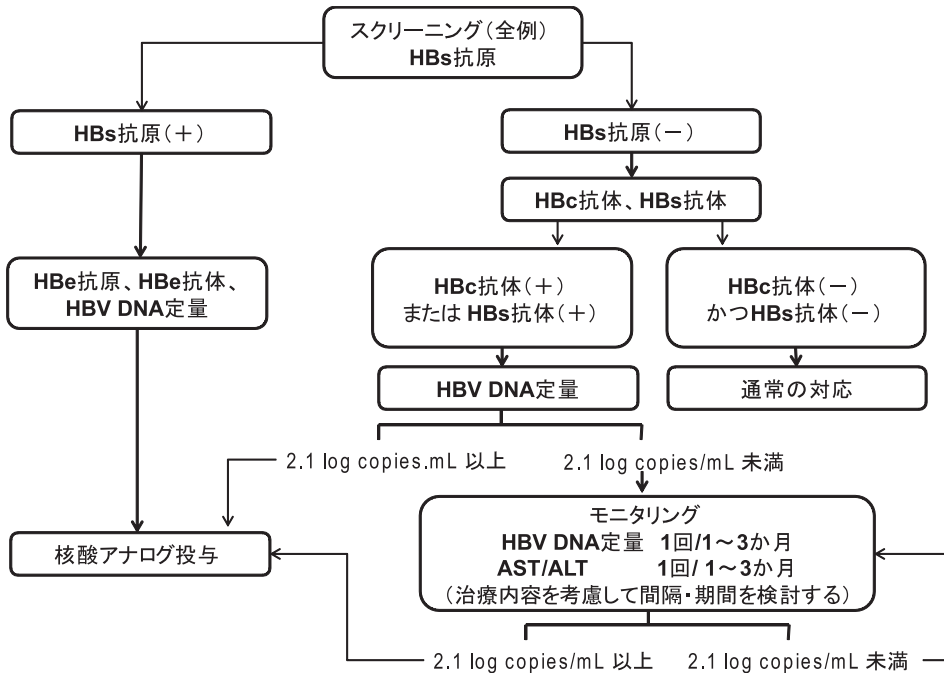 スクリーニング(全例)
HBs抗原
HBs抗原(+)
HBs抗原(−)
HBc抗体、HBs抗体
HBe抗原、HBe抗体、
HBV DNA定量
HBc抗体(+)
または HBs抗体(+)
HBc抗体(−)
かつHBs抗体(−)
HBV DNA定量
通常の対応
2.1 log copies.mL 以上
2.1 log copies/mL 未満
核酸アナログ投与
モニタリング
HBV DNA定量 1回/1〜3か月
AST/ALT 1回/ 1〜3か月
(治療内容を考慮して間隔・期間を検討する)
2.1 log copies/mL 以上
2.1 log copies/mL 未満